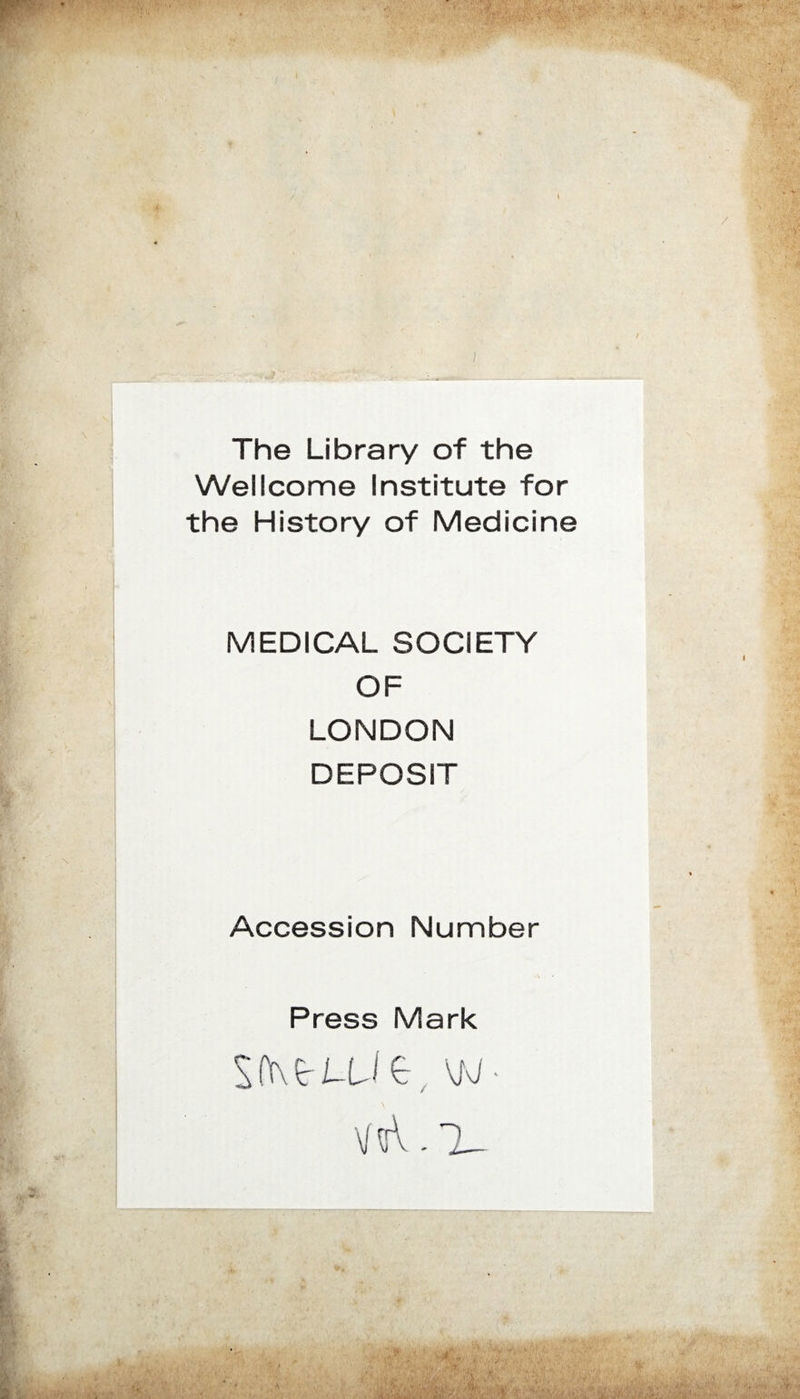 The Library of the
Wellcome Institute for
the History of Medicine
MEDICAL SOCIETY
OF
LONDON
DEPOSIT
Accession Number
Press Mark
SMELLIE, W.
Vol. 2